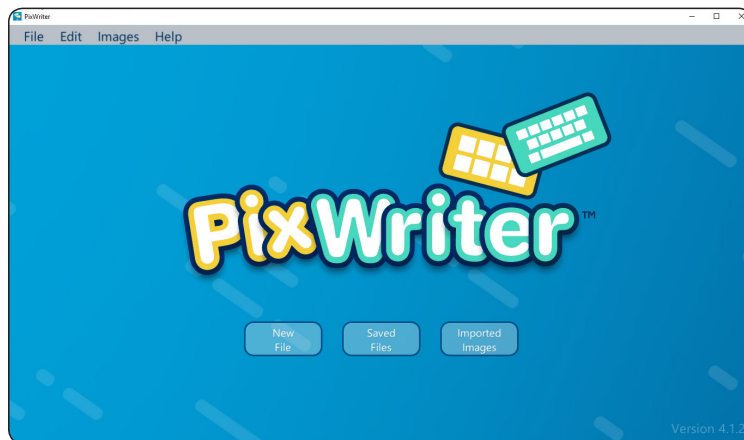 PixWriter
File Edit Images Help
PixWriter™
New
File
Saved
Files
Imported
Images
Version 4.1.2